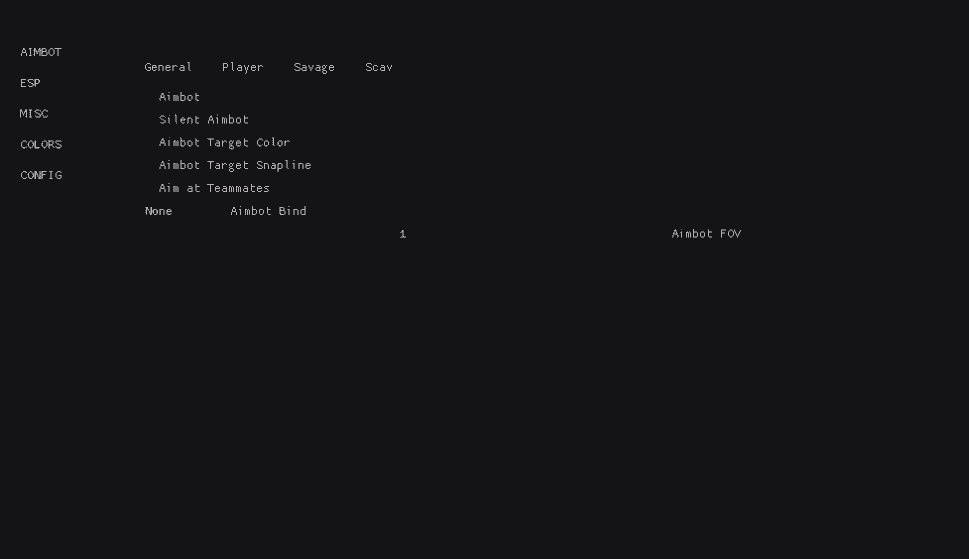 AIMBOT
ESP
MISC
COLORS
CONFIG
General Player Savage Scav
Aimbot
Silent Aimbot
Aimbot Target Color
Aimbot Target Snapline
Aim at Teammates
None Aimbot Bind
1 Aimbot FOV